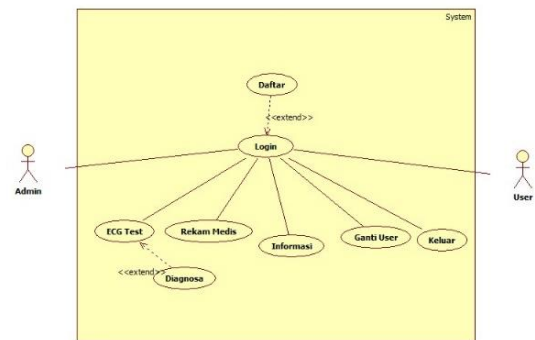 System
Daftar
<<extend>>
Login
Admin
User
ECG Test
Rekam Medis
Informasi
Ganti User
Keluar
<<extend>>
Diagnosa